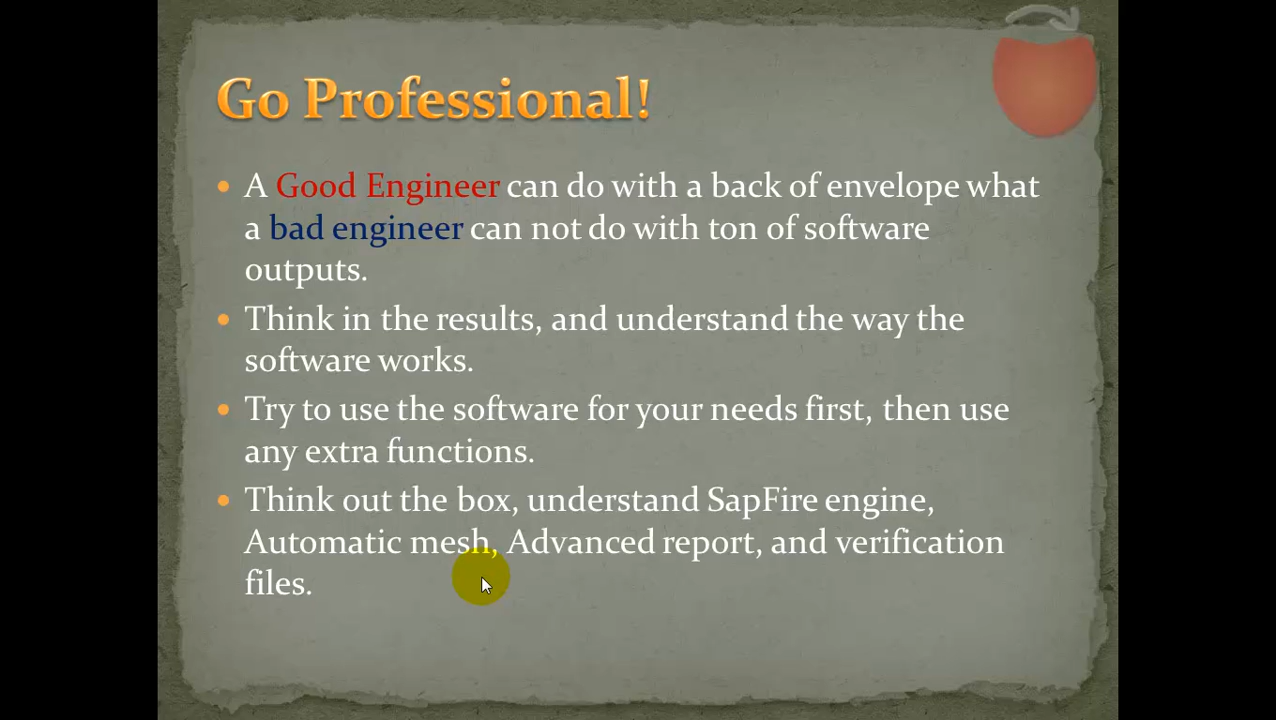 Go Professional!
A Good Engineer can do with a back of envelope what
a bad engineer can not do with ton of software
outputs.
Think in the results, and understand the way the
software works.
Try to use the software for your needs first, then use
any extra functions.
Think out the box, understand SapFire engine,
Automatic mesh, Advanced report, and verification
files.